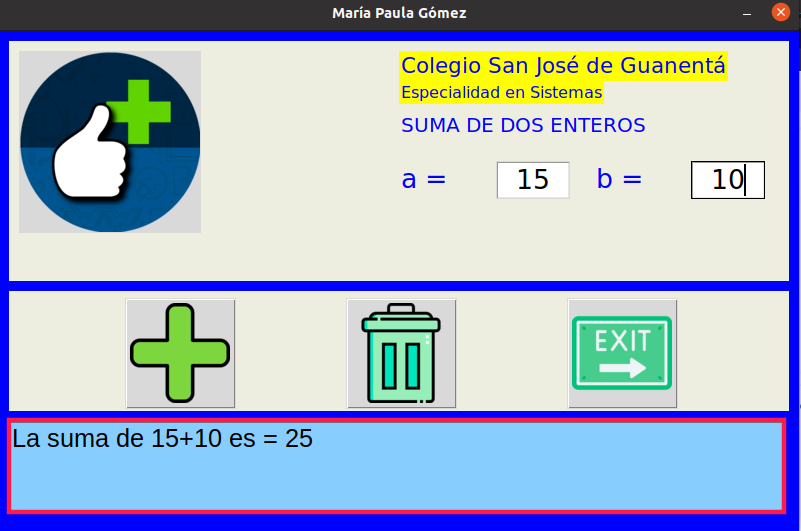 María Paula Gómez
Colegio San José de Guanentá
Especialidad en Sistemas
SUMA DE DOS ENTEROS
a = 15 b = 10
EXIT
La suma de 15+10 es = 25